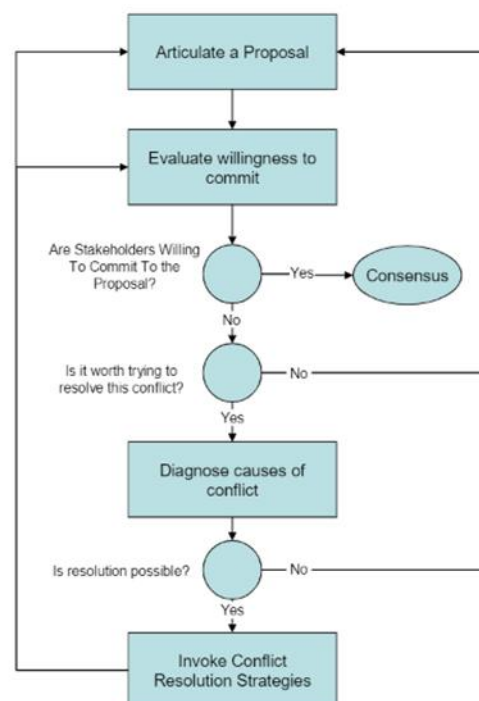 Articulate a Proposal
Evaluate willingness to
commit
Are Stakeholders Willing
To Commit To the
Proposal?
Yes
Consensus
No
Is it worth trying to
resolve this conflict?
No
Yes
Diagnose causes of
conflict
Is resolution possible?
No
Yes
Invoke Conflict
Resolution Strategies